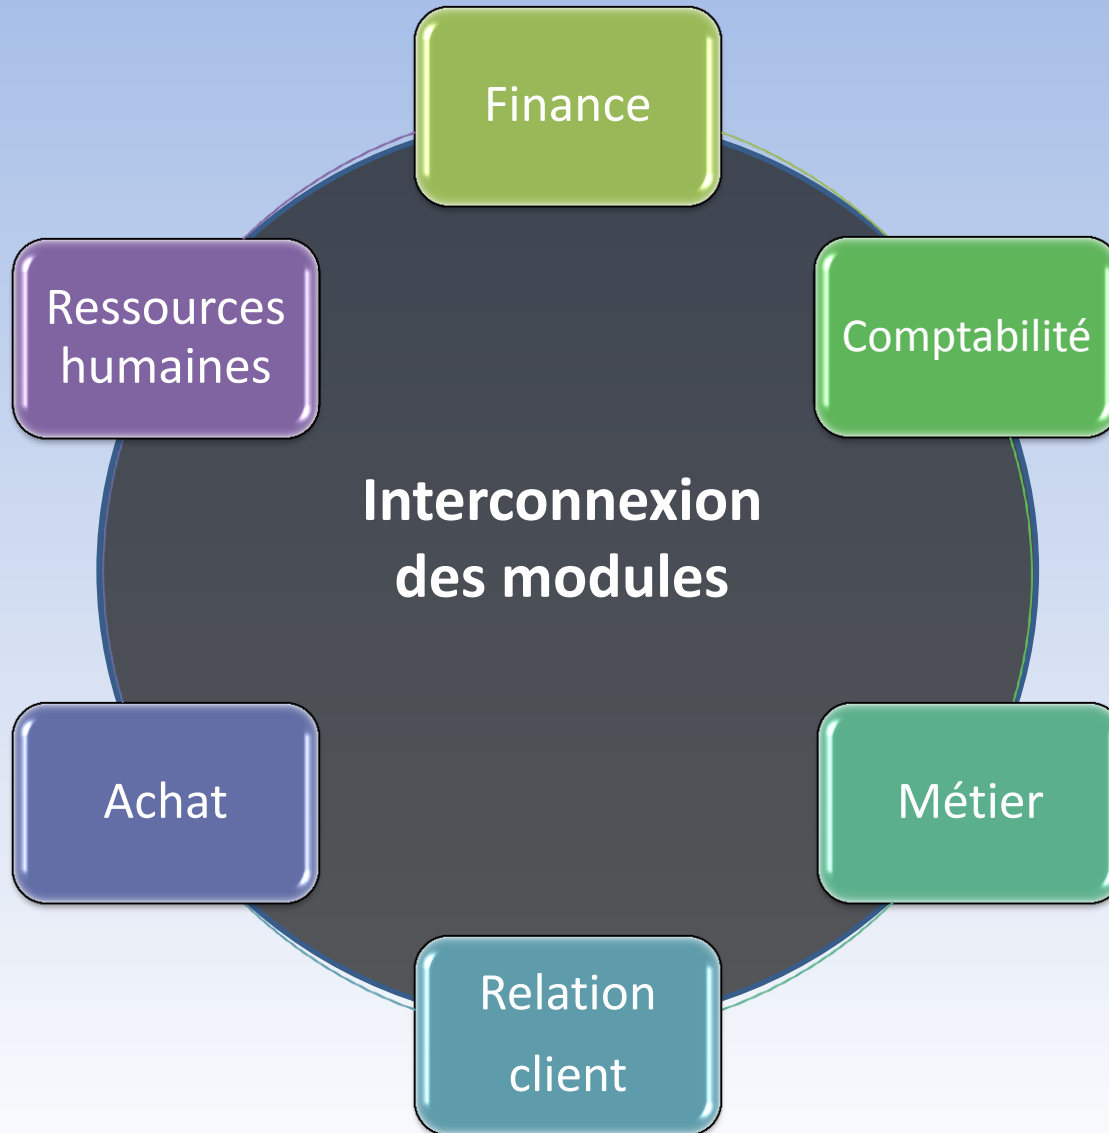 Finance
Ressources
humaines
Comptabilité
Interconnexion
des modules
Achat
Métier
Relation
client